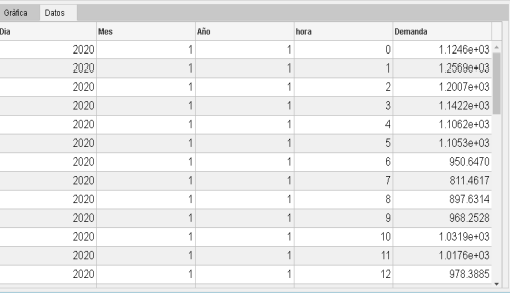 Gráfica Datos
Dia Mes Año hora Demanda
2020 1 1 0 1.1246e+03
2020 1 1 1 1.2569e+03
2020 1 1 2 1.2007e+03
2020 1 1 3 1.1422e+03
2020 1 1 4 1.1062e+03
2020 1 1 5 1.1053e+03
2020 1 1 6 950.6470
2020 1 1 7 811.4617
2020 1 1 8 897.6314
2020 1 1 9 968.2528
2020 1 1 10 1.0319e+03
2020 1 1 11 1.0176e+03
2020 1 1 12 978.3885